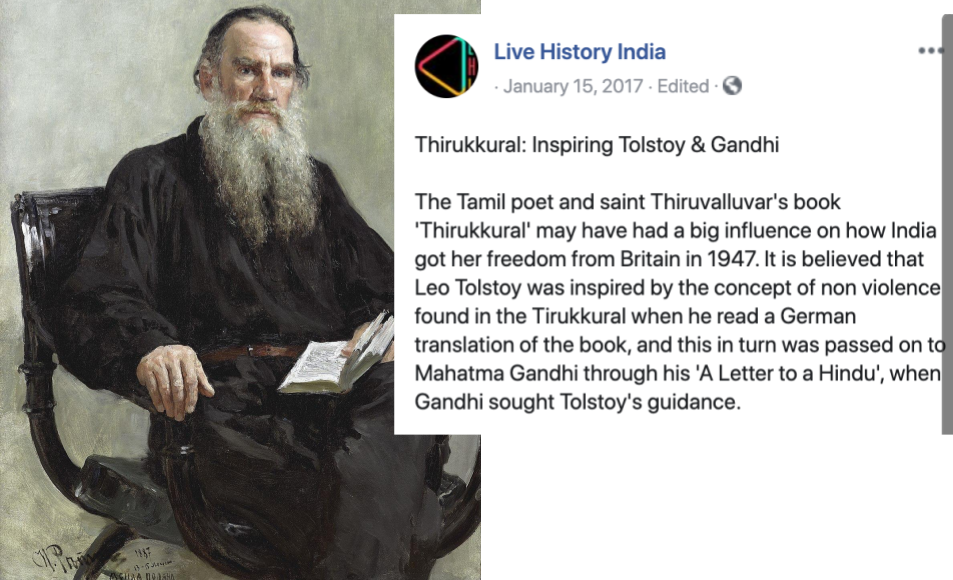 Live History India
· January 15, 2017 · Edited ·
Thirukkural: Inspiring Tolstoy & Gandhi
The Tamil poet and saint Thiruvalluvar's book
'Thirukkural' may have had a big influence on how India
got her freedom from Britain in 1947. It is believed that
Leo Tolstoy was inspired by the concept of non violence
found in the Tirukkural when he read a German
translation of the book, and this in turn was passed on to
Mahatma Gandhi through his 'A Letter to a Hindu', when
Gandhi sought Tolstoy's guidance.
1887